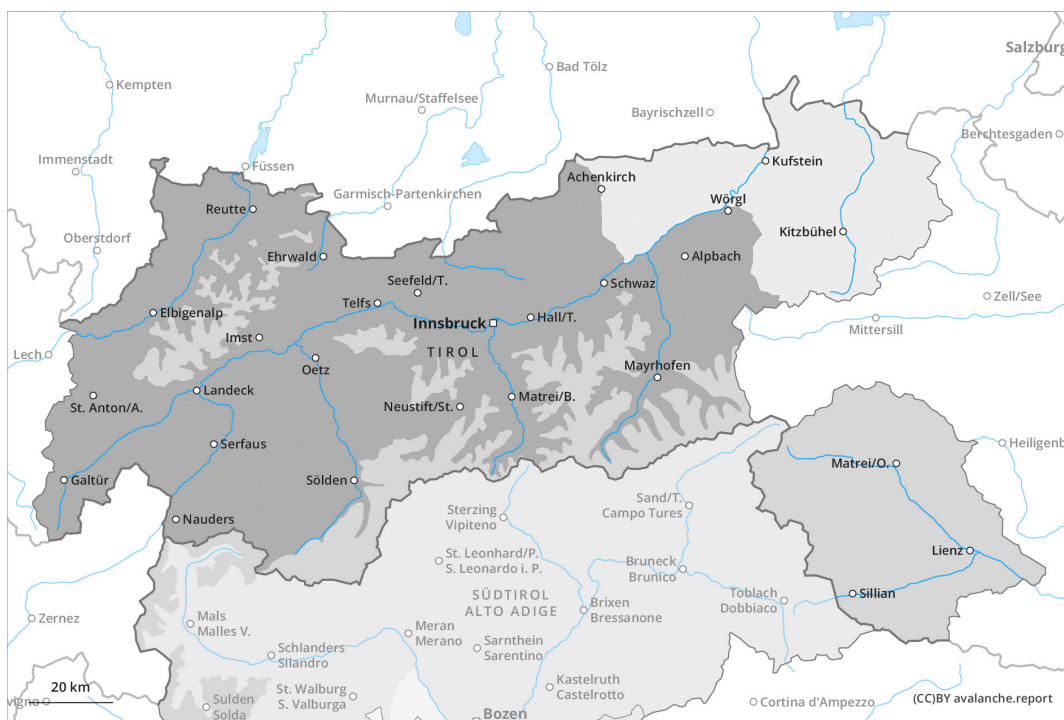 Salzburg
Bad Tölz
Kempten
Murnau/Staffelsee
Bayrischzell
Berchtesgaden
Immenstadt
Füssen
Kufstein
Achenkirch
Garmisch-Partenkirchen
Reutte
Wörgl
Kitzbühel
Oberstdorf
Ehrwald
Alpbach
Seefeld/T.
Schwaz
Zell/See
Telfs
Elbigenalp
Innsbruck
Hall/T.
Mittersill
Imst
TIROL
Lech
Oetz
Mayrhofen
Landeck
St. Anton/A.
Neustift/St.
Matrei/B.
Serfaus
Heiligenb
Matrei/O.
Galtür
Sölden
Sand/T.
Campo Tures
Nauders
Sterzing
Vipiteno
Lienz
St. Leonhard/P.
S. Leonardo i. P.
Bruneck
Brunico
SÜDTIROL
ALTO ADIGE
Sillian
Toblach
Dobbiaco
Brixen
Bressanone
Zernez
Mals
Malles V.
Meran
Merano
Sarnthein
Sarentino
Schlanders
Silandro
Kastelruth
Castelrotto
20 km
St. Walburg
S. Valburga
vigno
Sulden
Solda
Bozen
Cortina d'Ampezzo
(CC)BY avalanche.report